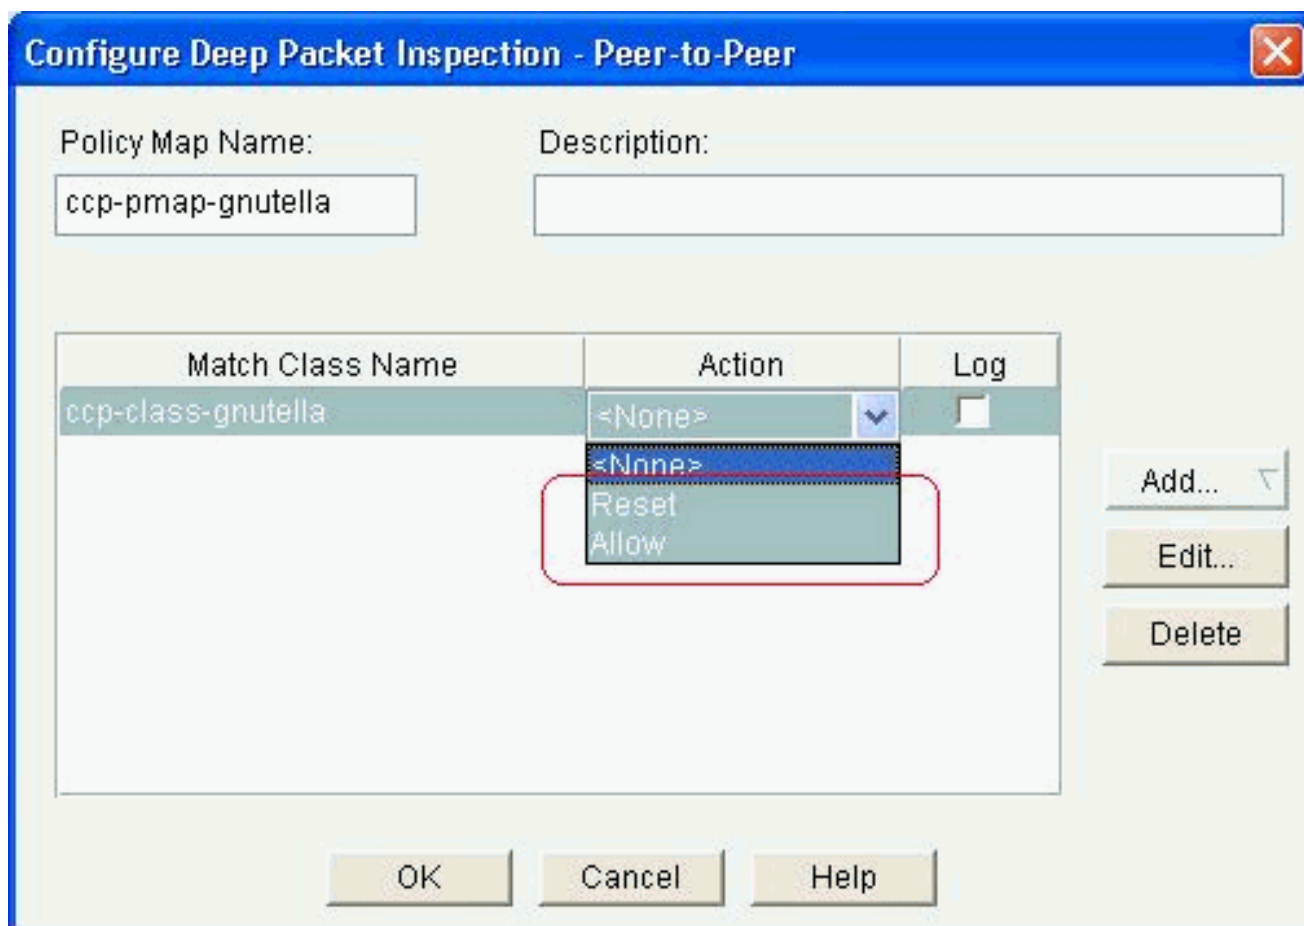 Configure Deep Packet Inspection - Peer-to-Peer
Policy Map Name:
Description:
ccp-pmap-gnutella
Match Class Name
Action
Log
ccp-class-gnutella
<None>
<None>
Reset
Allow
Add...
Edit...
Delete
OK
Cancel
Help